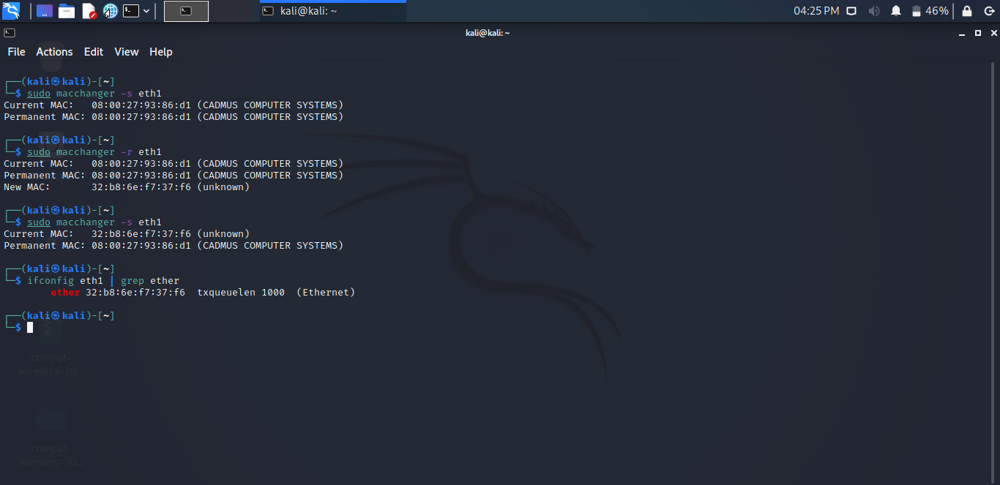 kali@kali: ~
04:25 PM
46%
kali@kali: ~
File Actions Edit View Help
┌──(kali㉿kali)-[~]
└─$ sudo macchanger -s eth1
Current MAC:   08:00:27:93:86:d1 (CADMUS COMPUTER SYSTEMS)
Permanent MAC: 08:00:27:93:86:d1 (CADMUS COMPUTER SYSTEMS)
┌──(kali㉿kali)-[~]
└─$ sudo macchanger -r eth1
Current MAC:   08:00:27:93:86:d1 (CADMUS COMPUTER SYSTEMS)
Permanent MAC: 08:00:27:93:86:d1 (CADMUS COMPUTER SYSTEMS)
New MAC:       32:b8:6e:f7:37:f6 (unknown)
┌──(kali㉿kali)-[~]
└─$ sudo macchanger -s eth1
Current MAC:   32:b8:6e:f7:37:f6 (unknown)
Permanent MAC: 08:00:27:93:86:d1 (CADMUS COMPUTER SYSTEMS)
┌──(kali㉿kali)-[~]
└─$ ifconfig eth1 | grep ether
        ether 32:b8:6e:f7:37:f6  txqueuelen 1000  (Ethernet)
┌──(kali㉿kali)-[~]
└─$
compat-
wireless-20...
compat-
wireless-20...